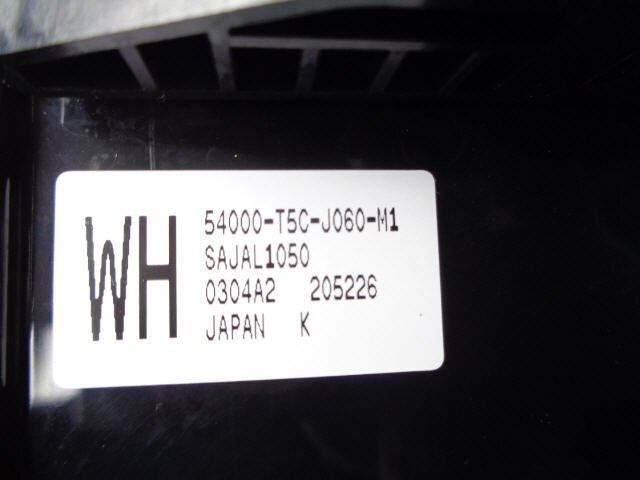 WH
54000-T5C-J060-M1
SAJAL1050
0304A2 205226
JAPAN K